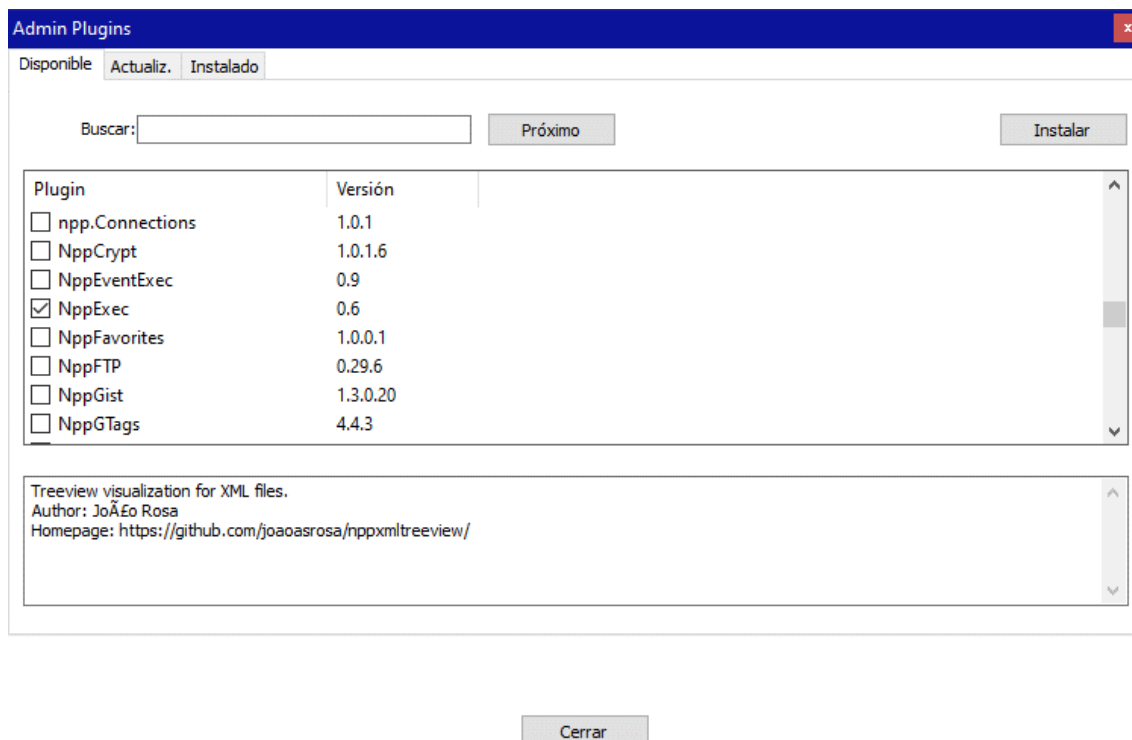 Admin Plugins x
Disponible Actualiz. Instalado
Buscar: Próximo Instalar
Plugin Versión
npp.Connections 1.0.1
NppCrypt 1.0.1.6
NppEventExec 0.9
NppExec 0.6
NppFavorites 1.0.0.1
NppFTP 0.29.6
NppGist 1.3.0.20
NppGTags 4.4.3
Treeview visualization for XML files.
Author: JoÃ£o Rosa
Homepage: https://github.com/joaoasrosa/nppxmltreeview/
Cerrar